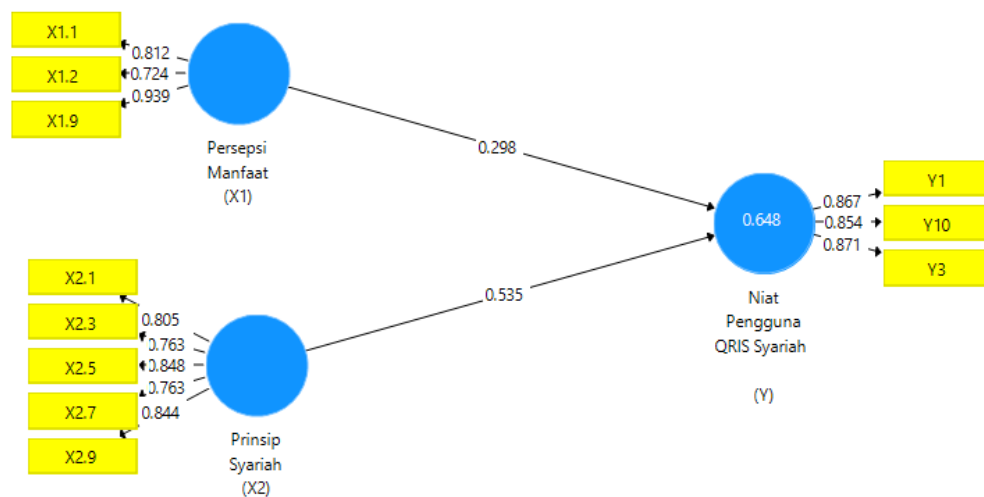 X1.1
X1.2
X1.9
0.812
0.724
0.939
Persepsi
Manfaat
(X1)
0.298
X2.1
X2.3
X2.5
X2.7
X2.9
0.805
0.763
0.848
0.763
0.844
Prinsip
Syariah
(X2)
0.535
0.648
Niat
Pengguna
QRIS Syariah
(Y)
0.867
0.854
0.871
Y1
Y10
Y3